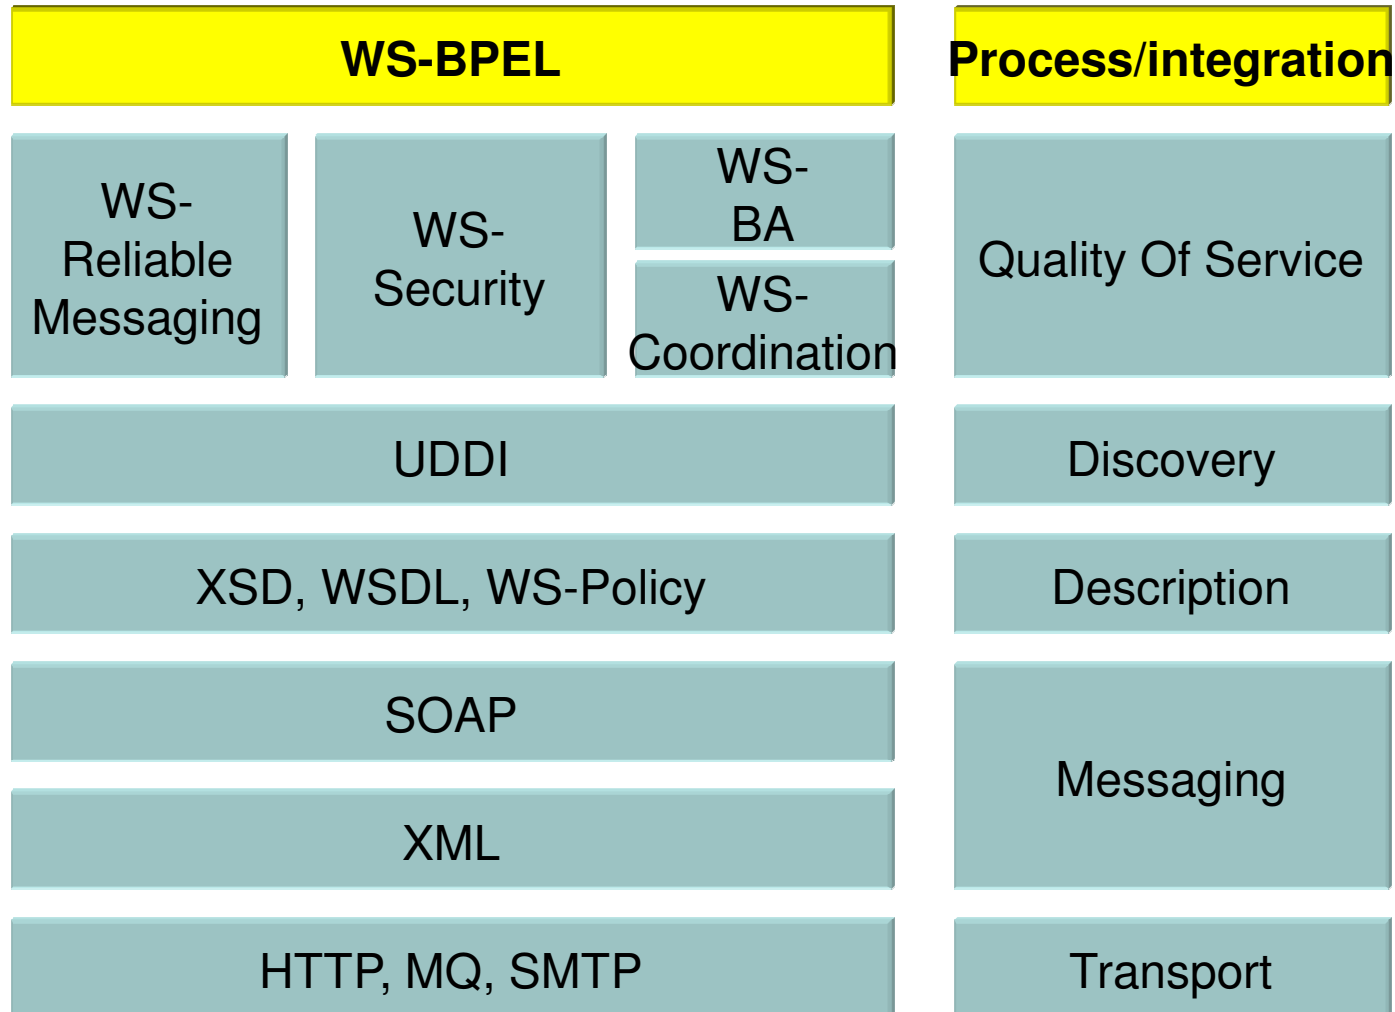 WS-BPEL
Process/integration
WS-
Reliable
Messaging
WS-
Security
WS-
BA
WS-
Coordination
Quality Of Service
UDDI
Discovery
XSD, WSDL, WS-Policy
Description
SOAP
XML
Messaging
HTTP, MQ, SMTP
Transport